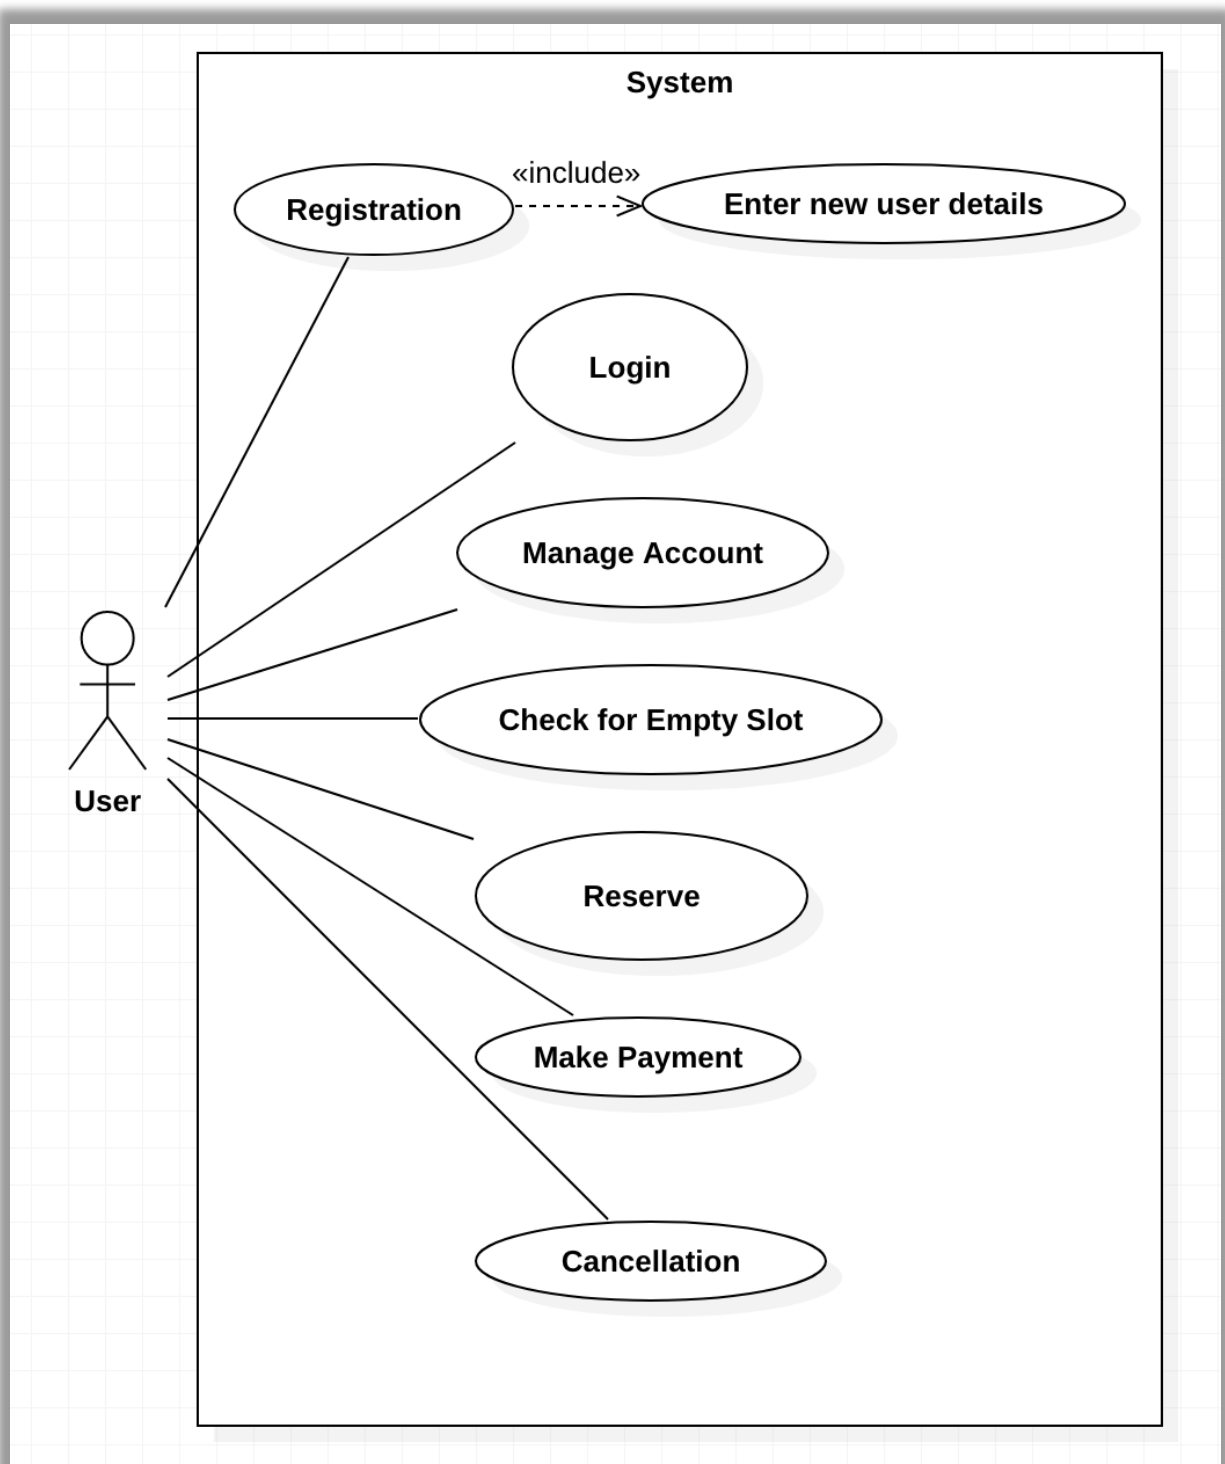 System
«include»
Registration
Enter new user details
Login
Manage Account
Check for Empty Slot
User
Reserve
Make Payment
Cancellation